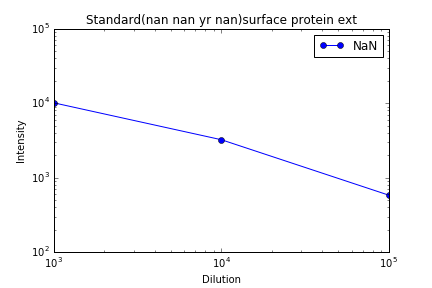 Standard(nan nan yr nan)surface protein ext
10^5
NaN
10^4
Intensity
10^3
10^2
10^3 10^4 10^5
Dilution